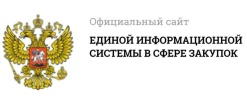 Официальный сайт
ЕДИНОЙ ИНФОРМАЦИОННОЙ
СИСТЕМЫ В СФЕРЕ ЗАКУПОК